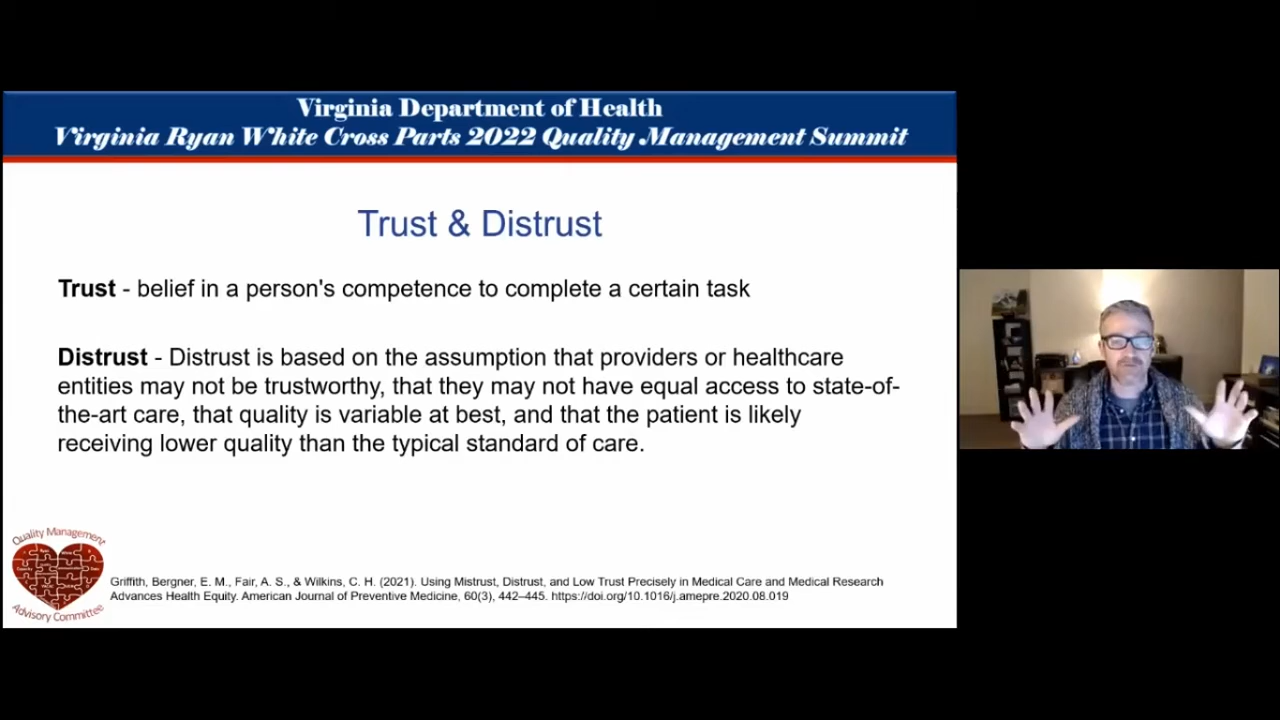 Virginia Department of Health
Virginia Ryan White Cross Parts 2022 Quality Management Summit
Trust & Distrust
Trust - belief in a person's competence to complete a certain task
Distrust - Distrust is based on the assumption that providers or healthcare
entities may not be trustworthy, that they may not have equal access to state-of-
the-art care, that quality is variable at best, and that the patient is likely
receiving lower quality than the typical standard of care.
Quality Management
Advisory Committee
Griffith, Bergner, E. M., Fair, A. S., & Wilkins, C. H. (2021). Using Mistrust, Distrust, and Low Trust Precisely in Medical Care and Medical Research
Advances Health Equity. American Journal of Preventive Medicine, 60(3), 442–445. https://doi.org/10.1016/j.amepre.2020.08.019